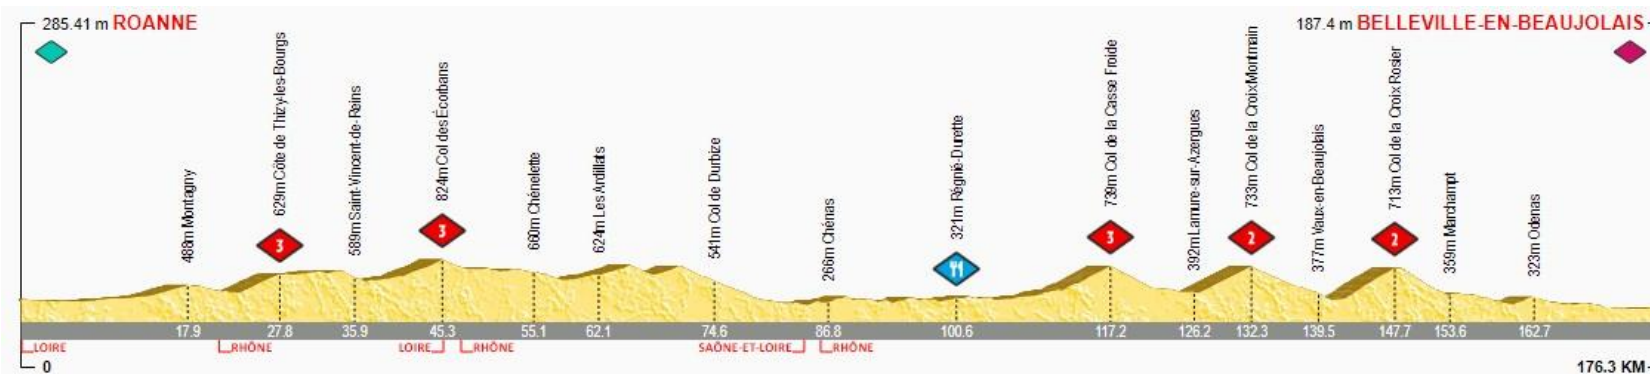 285.41 m ROANNE
187.4 m BELLEVILLE-EN-BEAUJOLAIS
488m Montagny
629m Côte de Thizy-les-Bourgs
589m Saint-Vincent-de-Reins
824m Col des Écorbans
660m Chénelette
624m Les Ardillats
541m Col de Durbize
266m Chénas
321m Régnié-Durette
739m Col de la Casse Froide
392m Lamure-sur-Azergues
733m Col de la Croix Montmain
377m Vaux-en-Beaujolais
713m Col de la Croix Rosier
359m Marchampt
323m Odenas
3
3
3
2
2
17.9 27.8 35.9 45.3 55.1 62.1 74.6 86.8 100.6 117.2 126.2 132.3 139.5 147.7 153.6 162.7
LOIRE RHÔNE LOIRE RHÔNE SAÔNE-ET-LOIRE RHÔNE
0
176.3 KM